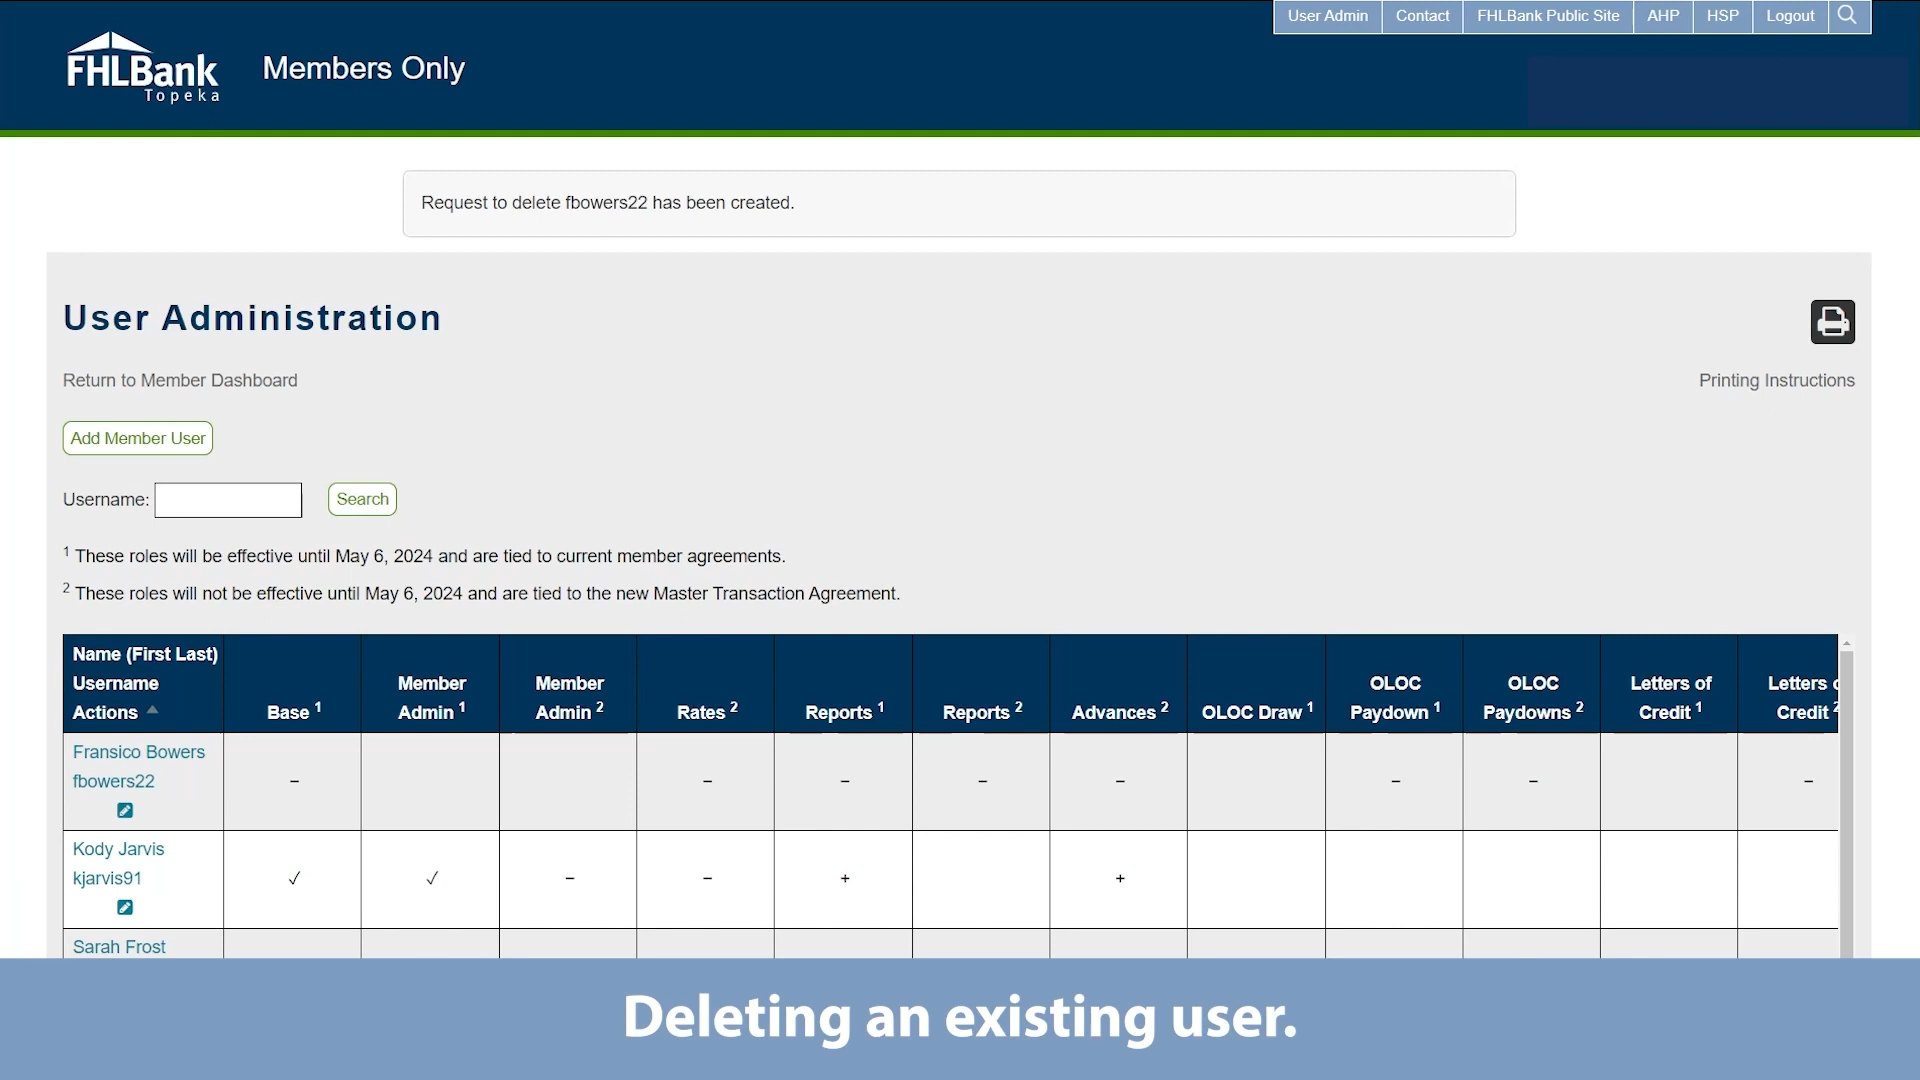 User Admin Contact FHLBank Public Site AHP HSP Logout
FHLBank
Topeka
Members Only
Request to delete fbowers22 has been created.
User Administration
Return to Member Dashboard
Printing Instructions
Add Member User
Username:
Search
1 These roles will be effective until May 6, 2024 and are tied to current member agreements.
2 These roles will not be effective until May 6, 2024 and are tied to the new Master Transaction Agreement.
Name (First Last)
Username
Actions
Base 1
Member
Admin 1
Member
Admin 2
Rates 2
Reports 1
Reports 2
Advances 2
OLOC Draw 1
OLOC
Paydown 1
OLOC
Paydowns 2
Letters of
Credit 1
Letters o
Credit 2
Fransico Bowers
fbowers22
– – – – – – – –
Kody Jarvis
kjarvis91
✓ ✓ – – + +
Sarah Frost
Deleting an existing user.